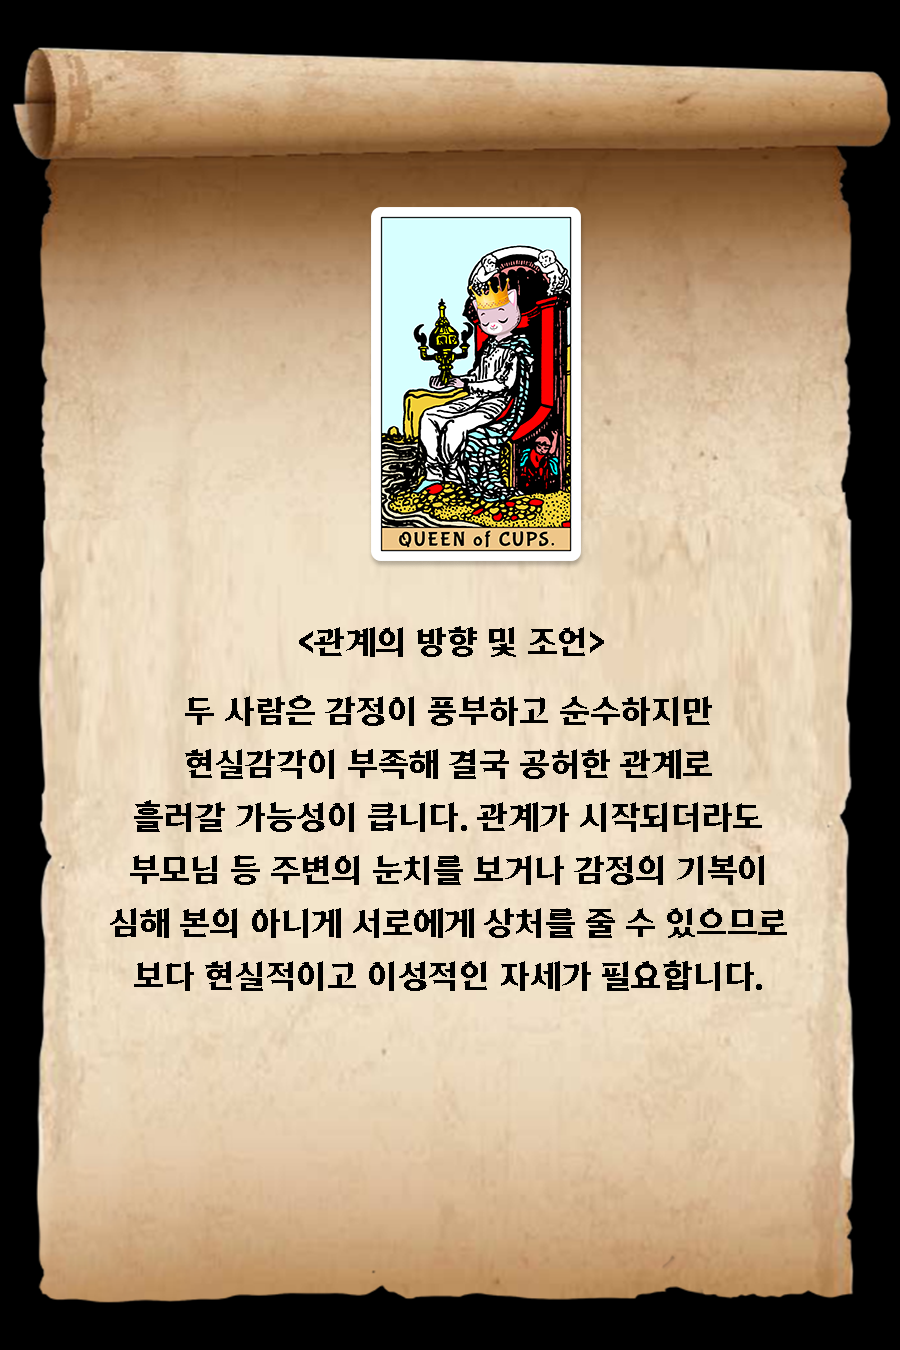 QUEEN of CUPS.
<관계의 방향 및 조언>
두 사람은 감정이 풍부하고 순수하지만
현실감각이 부족해 결국 공허한 관계로
흘러갈 가능성이 큽니다. 관계가 시작되더라도
부모님 등 주변의 눈치를 보거나 감정의 기복이
심해 본의 아니게 서로에게 상처를 줄 수 있으므로
보다 현실적이고 이성적인 자세가 필요합니다.